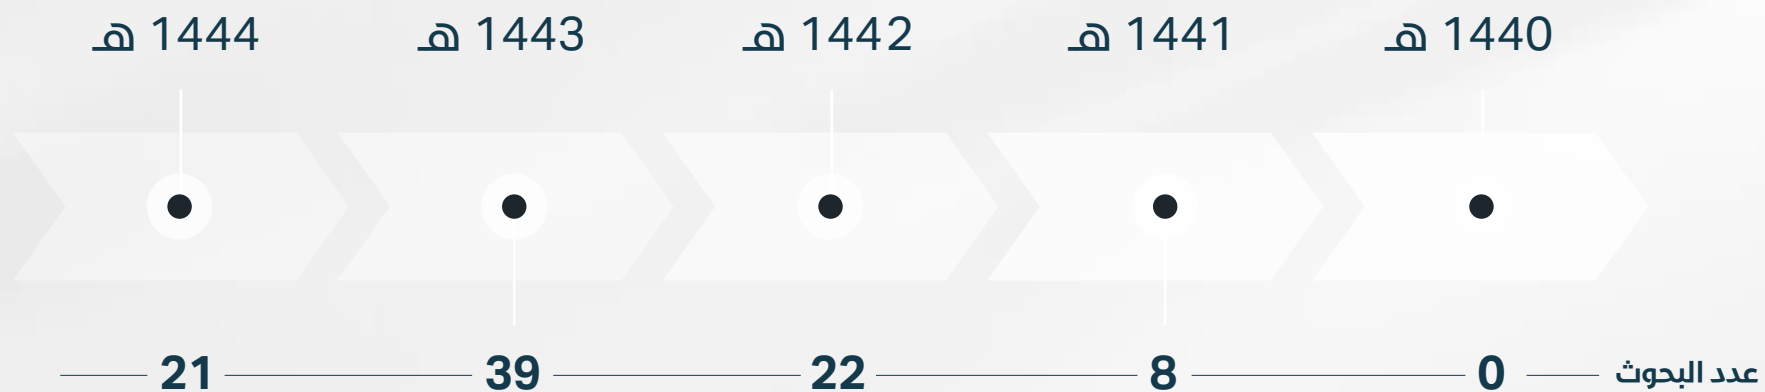 1440 هـ 1441 هـ 1442 هـ 1443 هـ 1444 هـ
عدد البحوث 0 8 22 39 21